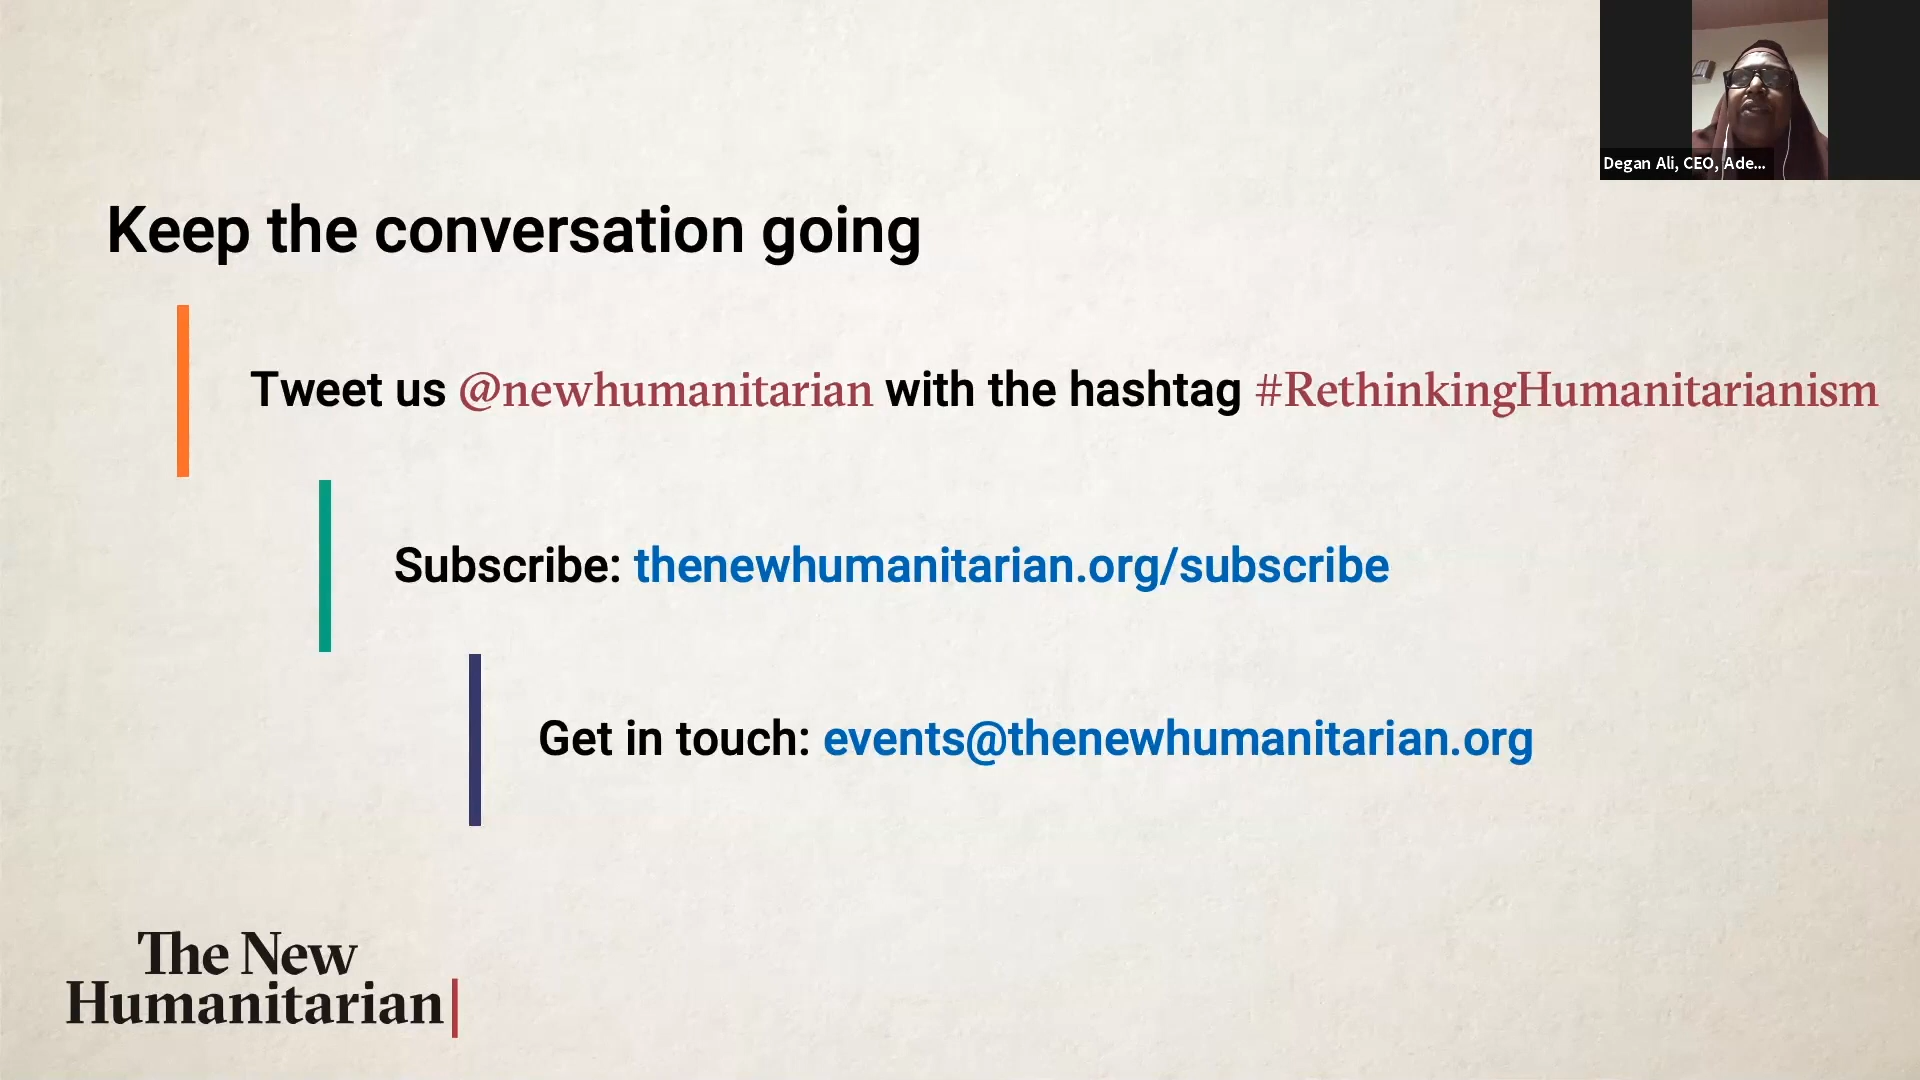 Degan Ali, CEO, Ade...
Keep the conversation going
Tweet us @newhumanitarian with the hashtag #RethinkingHumanitarianism
Subscribe: thenewhumanitarian.org/subscribe
Get in touch: events@thenewhumanitarian.org
The New
Humanitarian